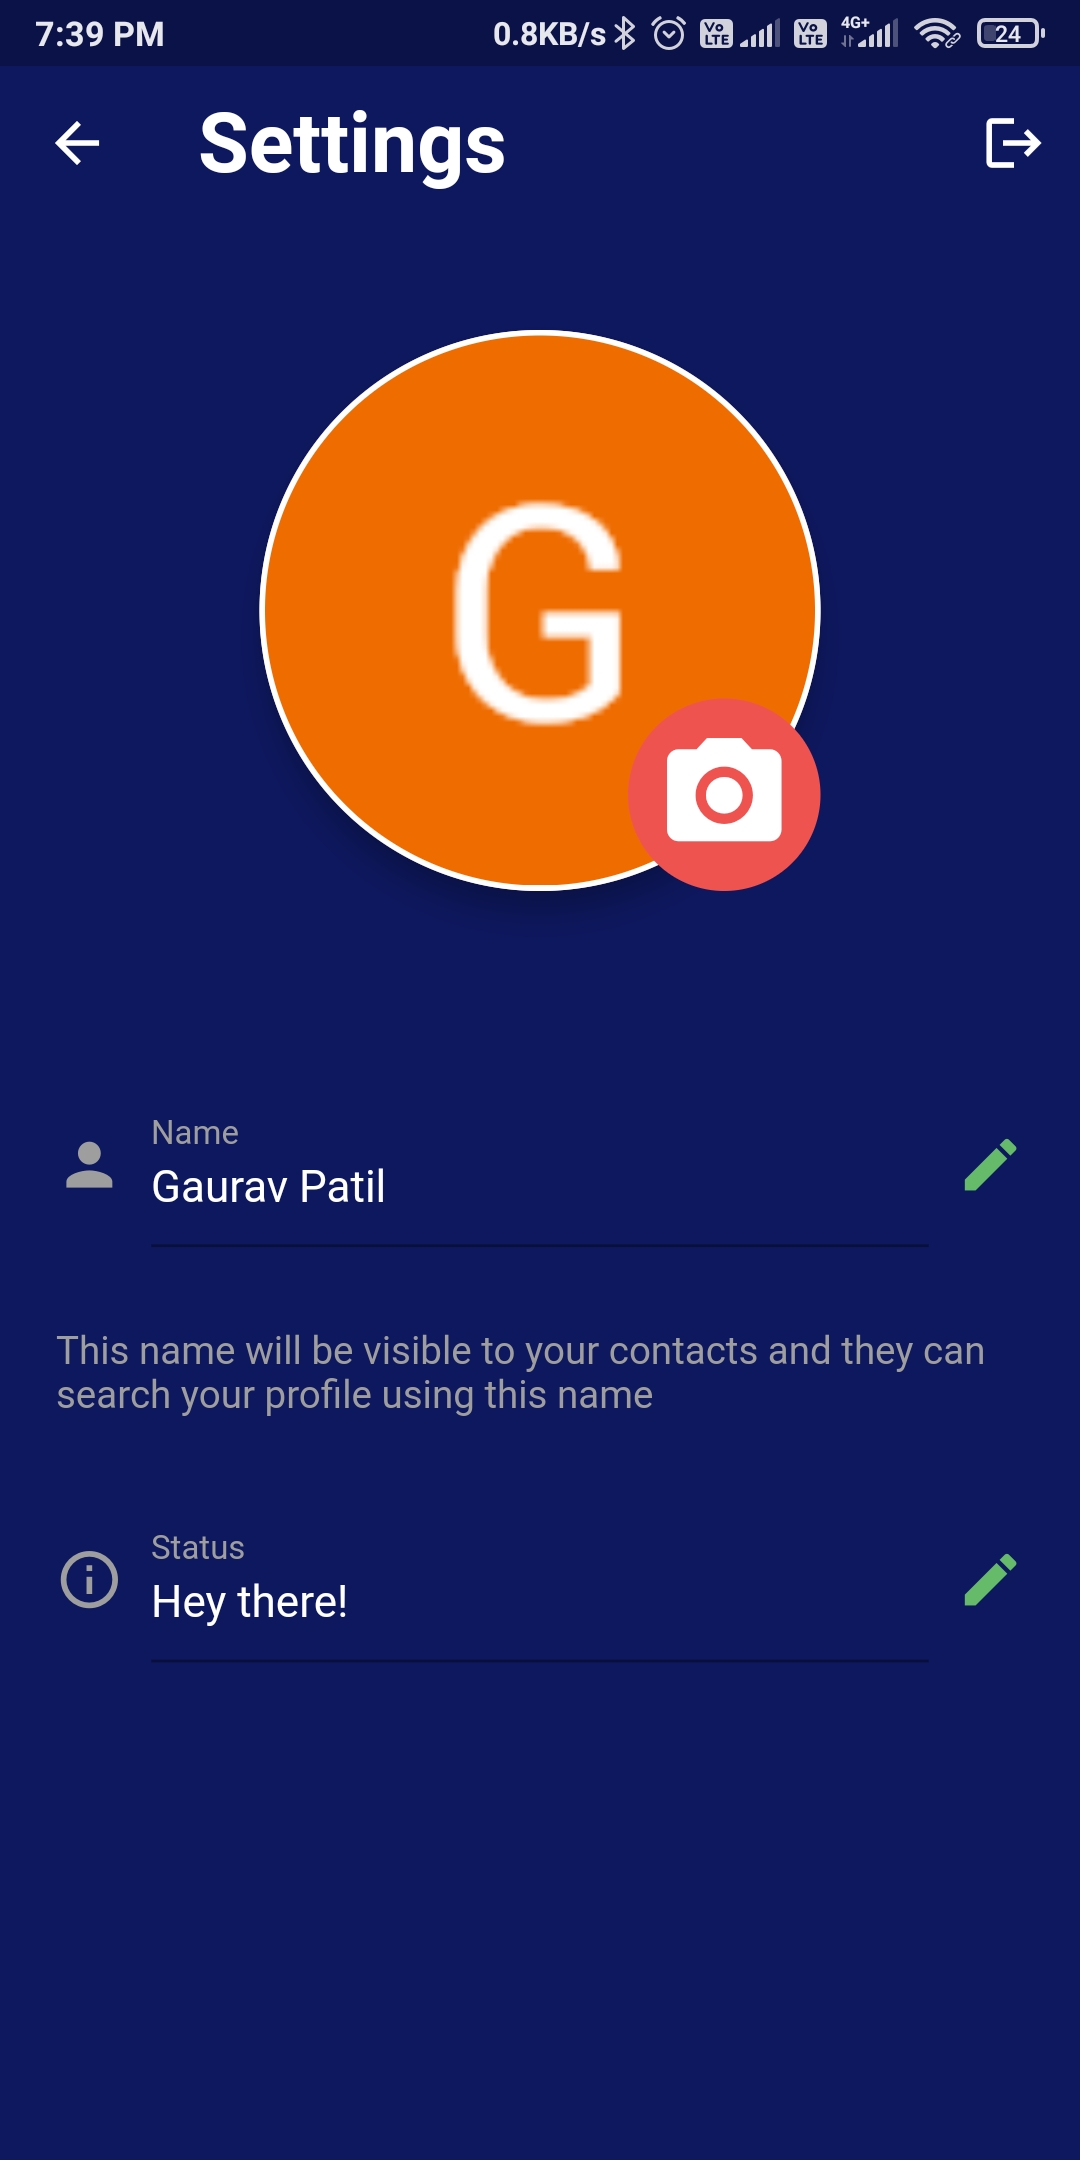 7:39 PM 0.8KB/s Vo LTE Vo LTE 4G+ 24
Settings
G
Name
Gaurav Patil
This name will be visible to your contacts and they can
search your profile using this name
Status
Hey there!